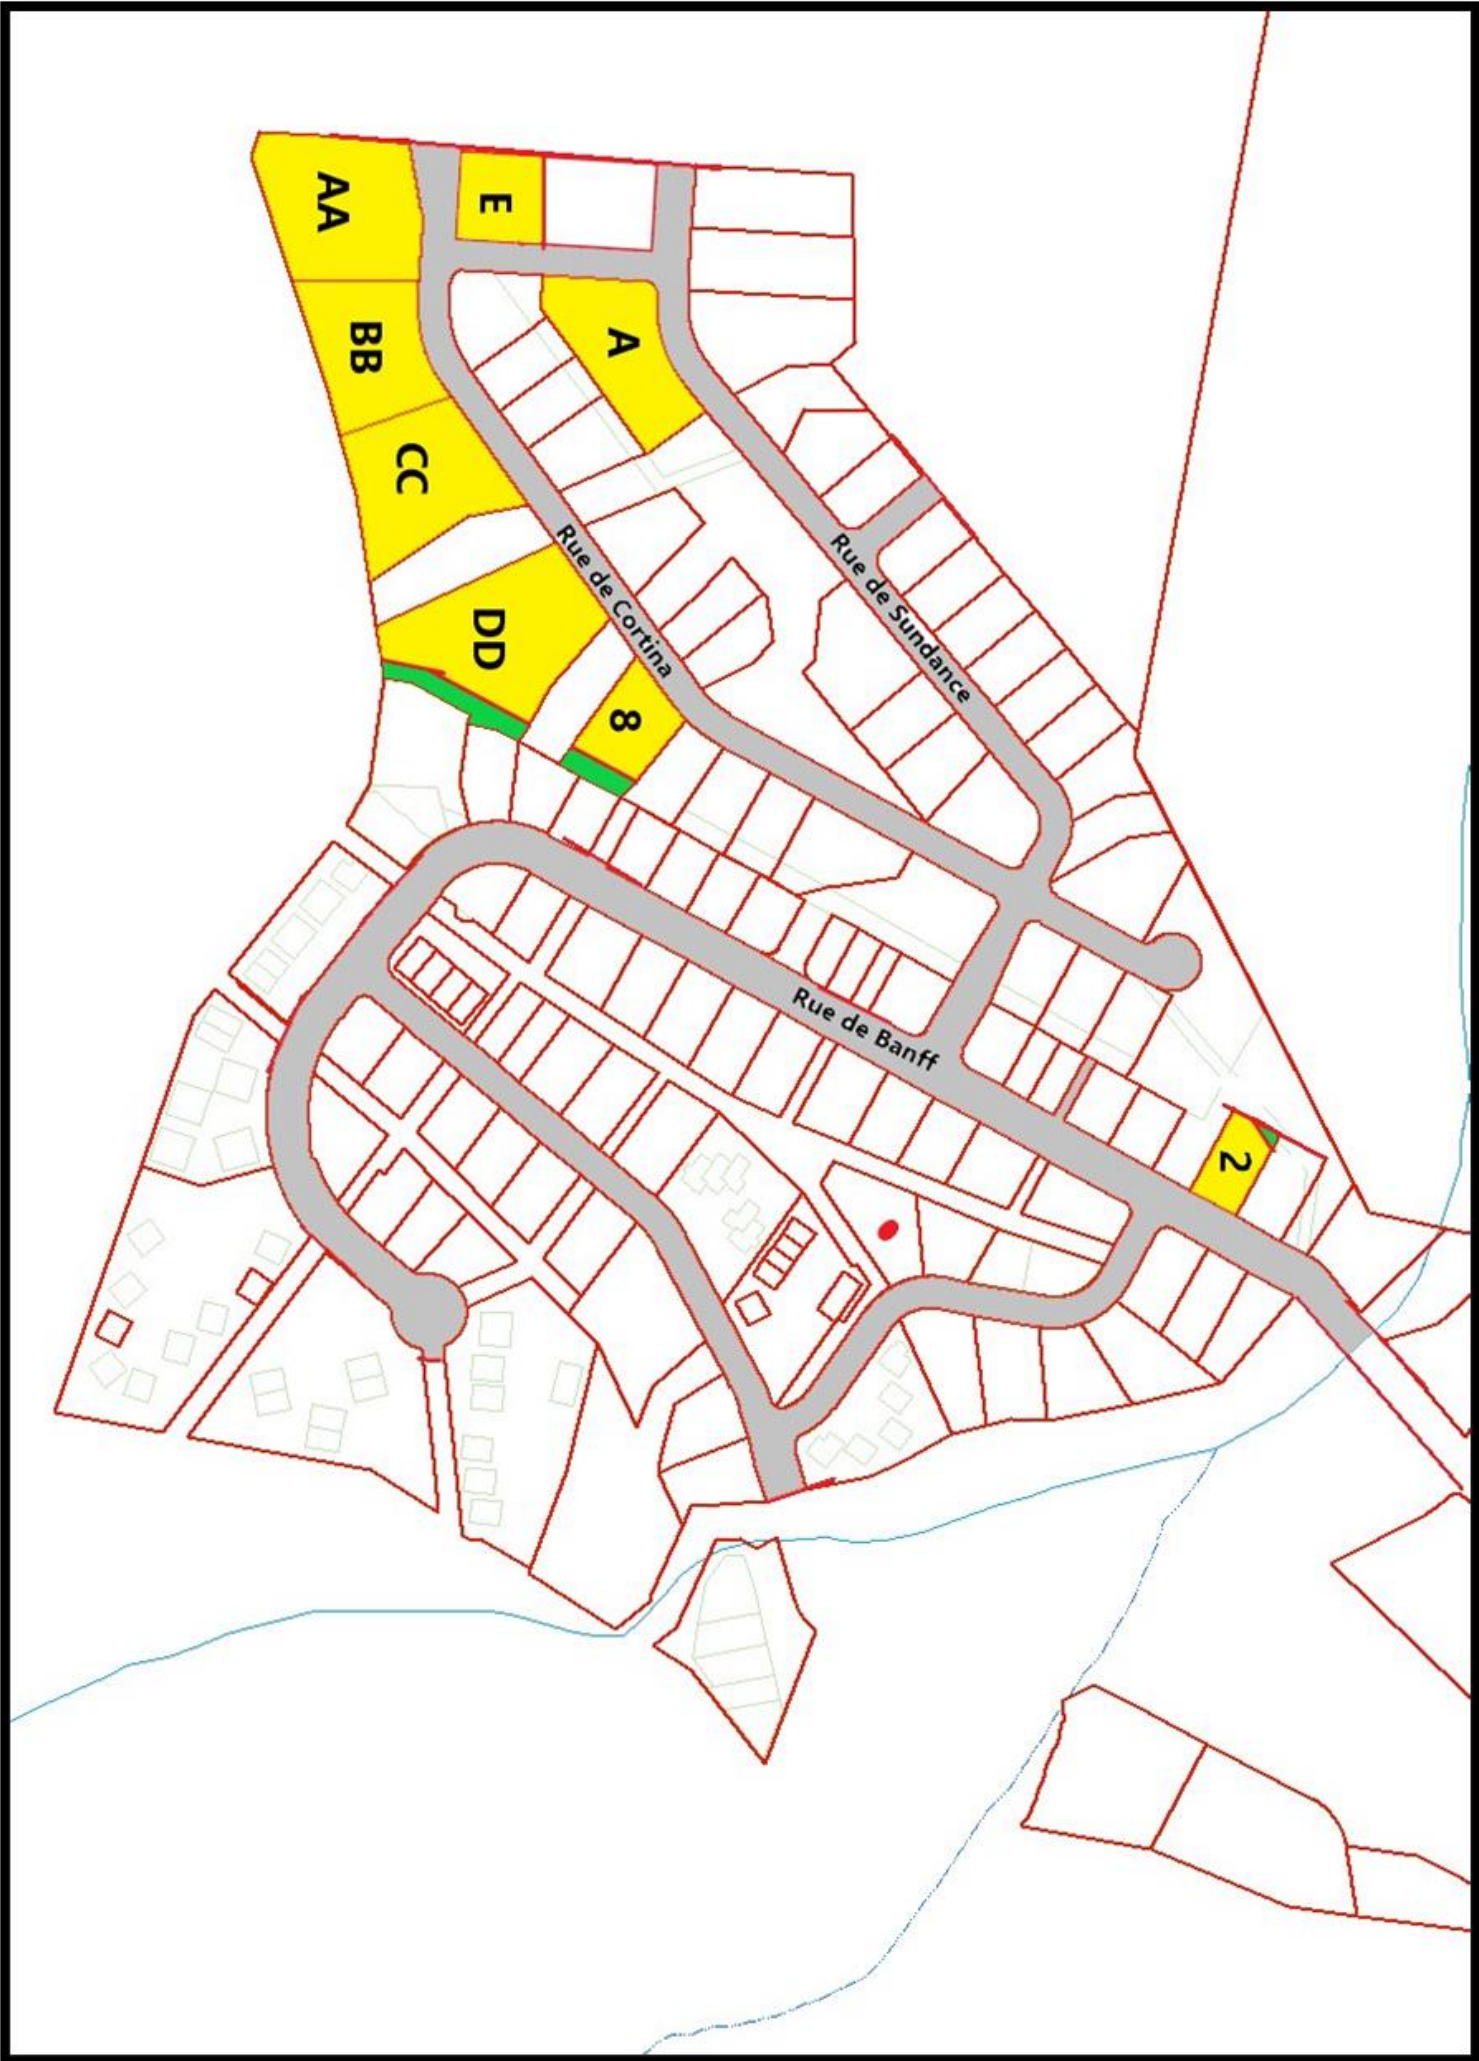 AA
E
BB
A
CC
DD
8
Rue de Cortina
Rue de Sundance
Rue de Banff
2